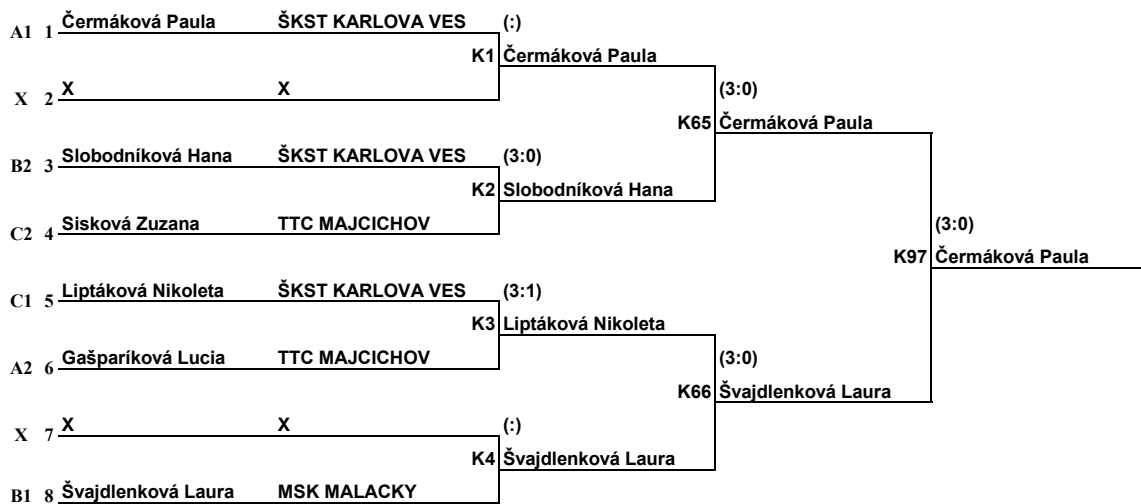 A1 1 Čermáková Paula ŠKST KARLOVA VES (:)
K1 Čermáková Paula
X 2 X X (3:0)
K65 Čermáková Paula
B2 3 Slobodníková Hana ŠKST KARLOVA VES (3:0)
K2 Slobodníková Hana
C2 4 Sisková Zuzana TTC MAJCICHOV (3:0)
K97 Čermáková Paula
C1 5 Liptáková Nikoleta ŠKST KARLOVA VES (3:1)
K3 Liptáková Nikoleta
A2 6 Gašparíková Lucia TTC MAJCICHOV (3:0)
K66 Švajdlenková Laura
X 7 X X (:)
K4 Švajdlenková Laura
B1 8 Švajdlenková Laura MSK MALACKY